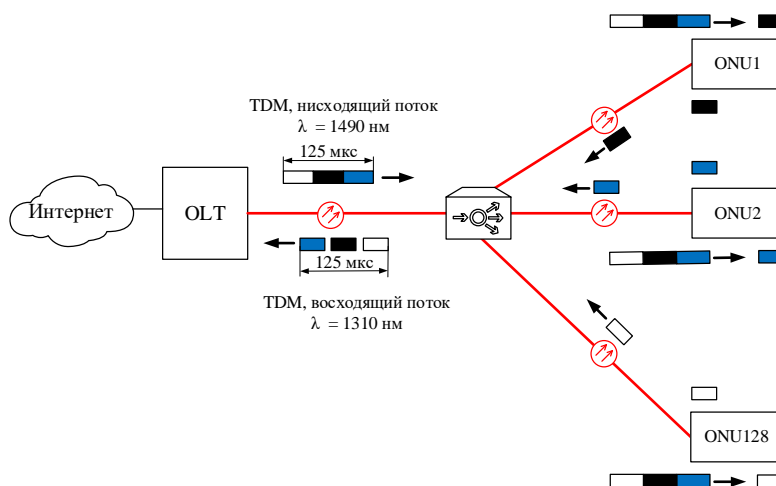 ONU1
TDM, нисходящий поток
λ = 1490 нм
125 мкс
Интернет
OLT
ONU2
125 мкс
TDM, восходящий поток
λ = 1310 нм
ONU128